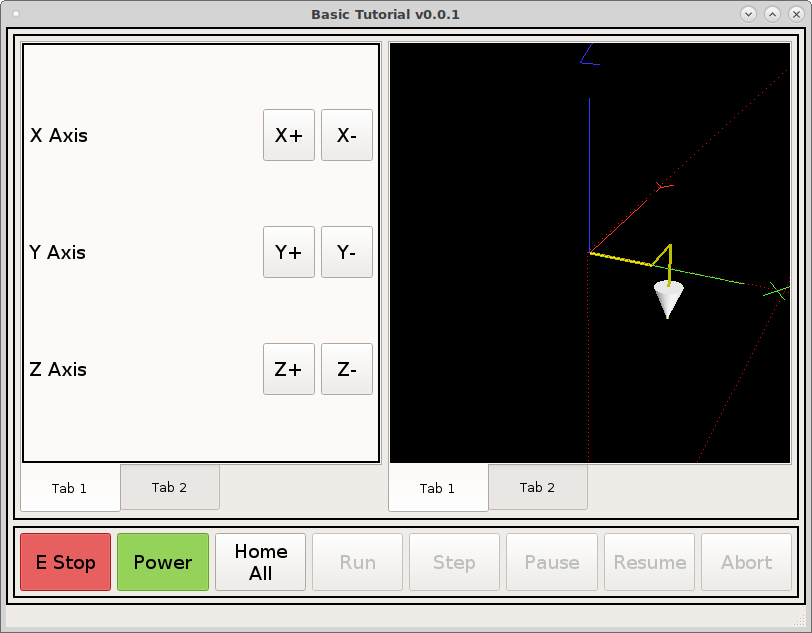 Basic Tutorial v0.0.1
X Axis X+ X-
Y Axis Y+ Y-
Z Axis Z+ Z-
Tab 1 Tab 2 Tab 1 Tab 2
E Stop Power Home All Run Step Pause Resume Abort